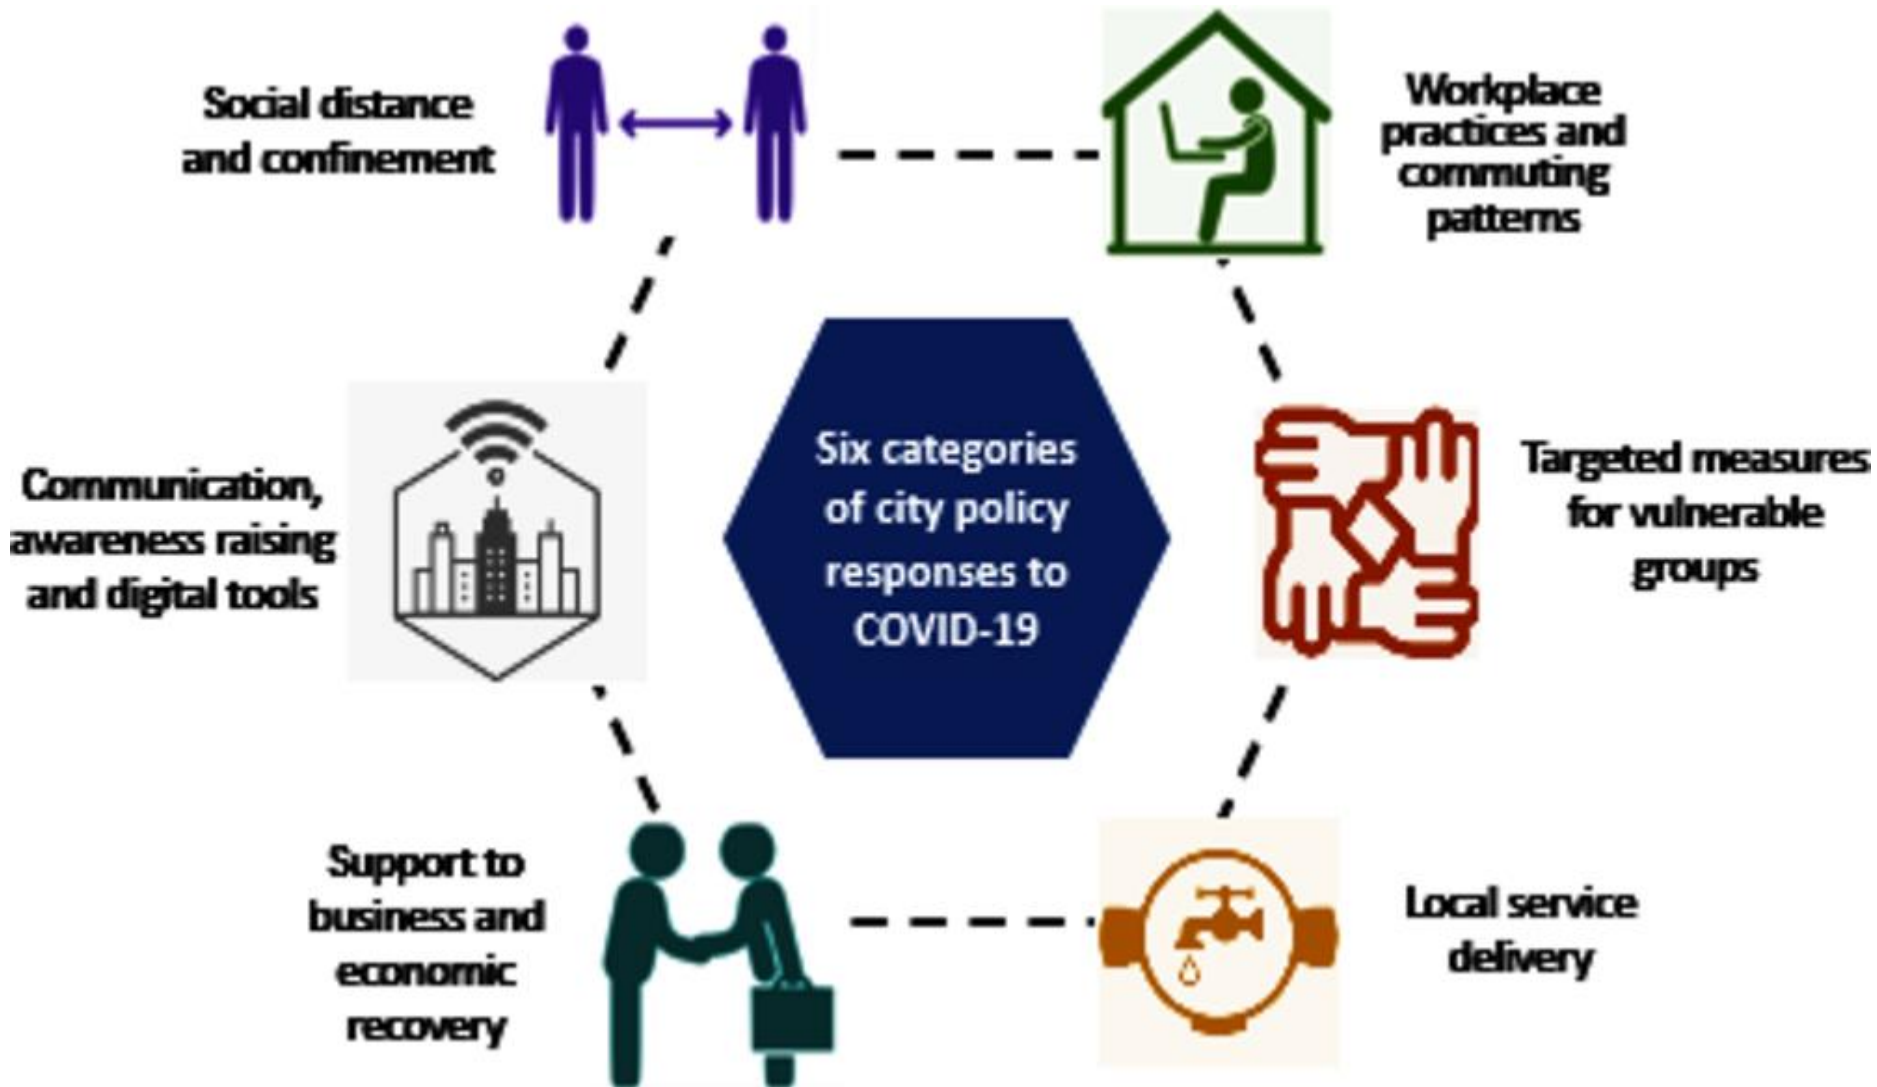 Social distance
and confinement
Workplace
practices and
commuting
patterns
Communication,
awareness raising
and digital tools
Six categories
of city policy
responses to
COVID-19
Targeted measures
for vulnerable
groups
Support to
business and
economic
recovery
Local service
delivery